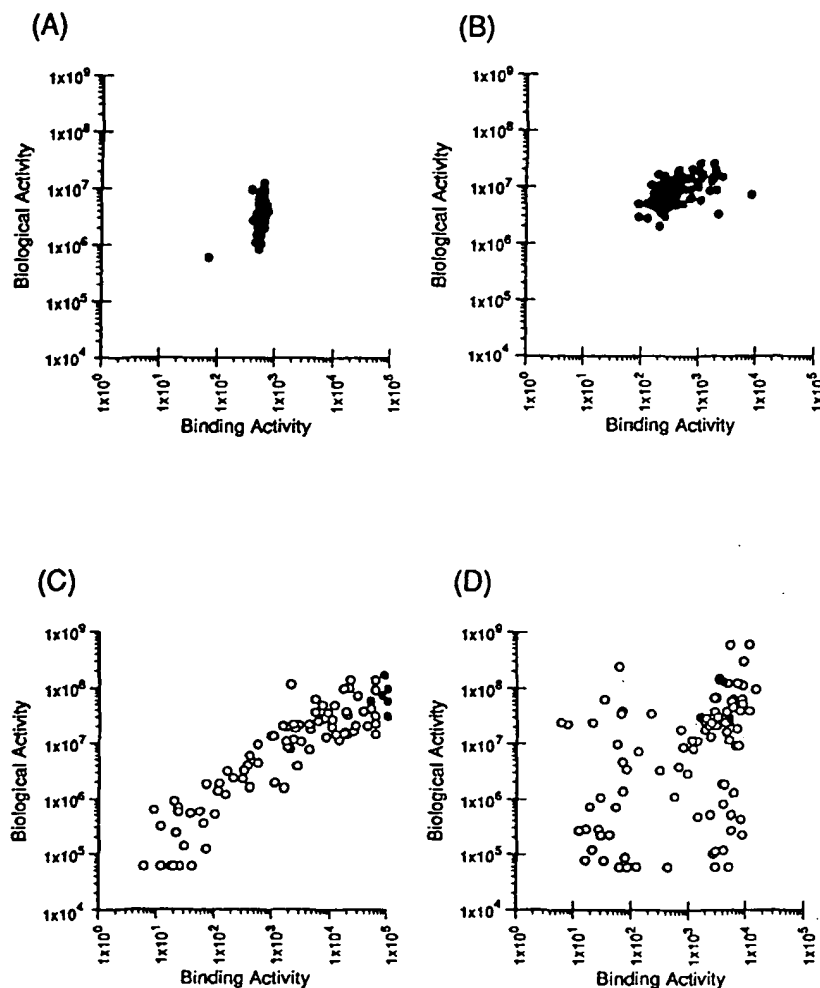 (A)
(B)
1x10⁹
1x10⁸
1x10⁷
1x10⁶
1x10⁵
1x10⁴
Biological Activity
1x10⁰
1x10¹
1x10²
1x10³
1x10⁴
1x10⁵
Binding Activity
1x10⁹
1x10⁸
1x10⁷
1x10⁶
1x10⁵
1x10⁴
Biological Activity
1x10⁰
1x10¹
1x10²
1x10³
1x10⁴
1x10⁵
Binding Activity
(C)
(D)
1x10⁹
1x10⁸
1x10⁷
1x10⁶
1x10⁵
1x10⁴
Biological Activity
1x10⁰
1x10¹
1x10²
1x10³
1x10⁴
1x10⁵
Binding Activity
1x10⁹
1x10⁸
1x10⁷
1x10⁶
1x10⁵
1x10⁴
Biological Activity
1x10⁰
1x10¹
1x10²
1x10³
1x10⁴
1x10⁵
Binding Activity